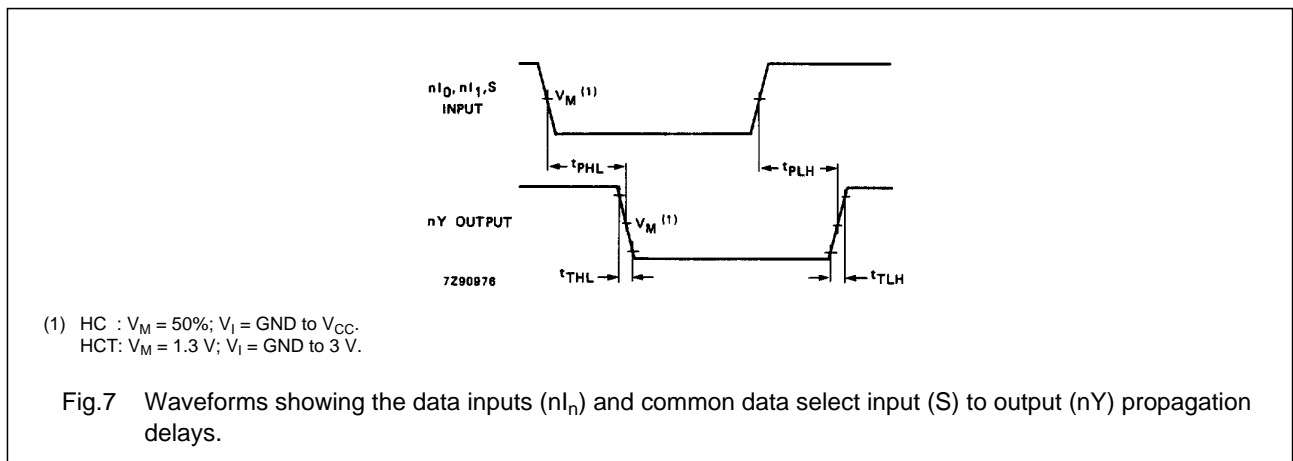 nI0, nI1, S
INPUT
VM (1)
tPHL
tPLH
nY OUTPUT
VM (1)
tTHL
tTLH
7Z90976
(1) HC : VM = 50%; VI = GND to VCC.
HCT: VM = 1.3 V; VI = GND to 3 V.
Fig.7 Waveforms showing the data inputs (nIn) and common data select input (S) to output (nY) propagation
delays.